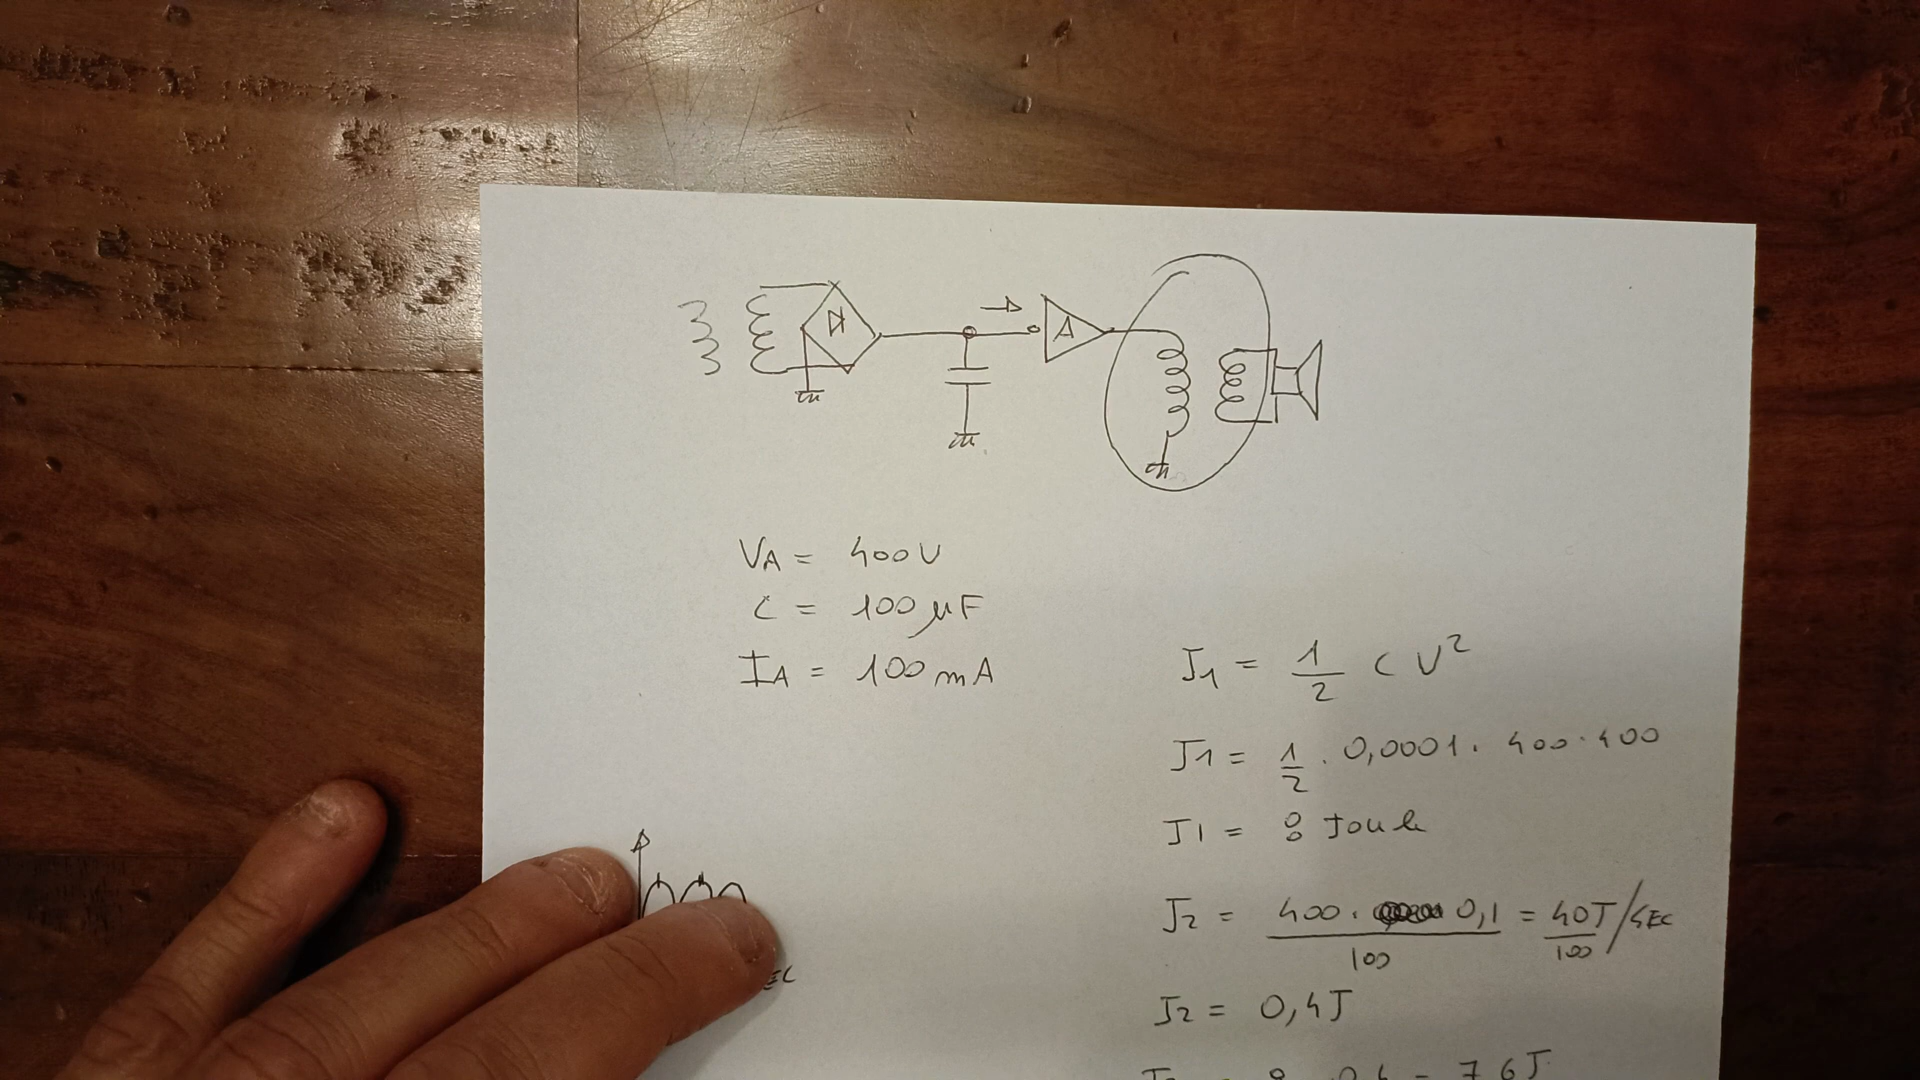 A
VA = 400V
C = 100 µF
IA = 100 mA
J1 = 1/2 C V²
J1 = 1/2 · 0,0001 · 400 · 400
J1 = 8 Joule
J2 = 400 · 0,1 / 100 = 40J/100 /SEC
J2 = 0,4J